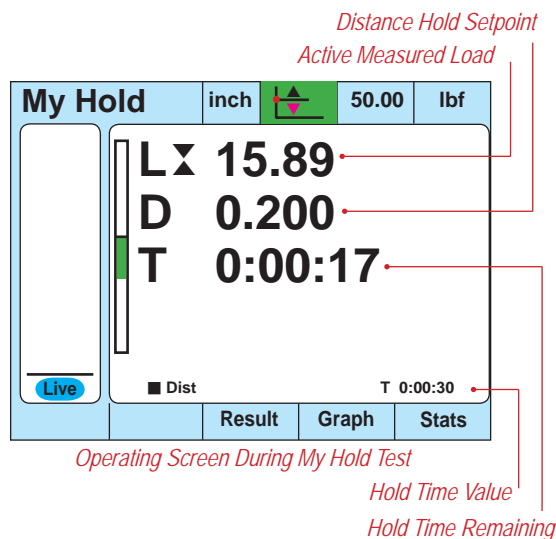 Distance Hold Setpoint
Active Measured Load
My Hold inch 50.00 lbf
L 15.89
D 0.200
T 0:00:17
Live Dist T 0:00:30
Result Graph Stats
Operating Screen During My Hold Test
Hold Time Value
Hold Time Remaining